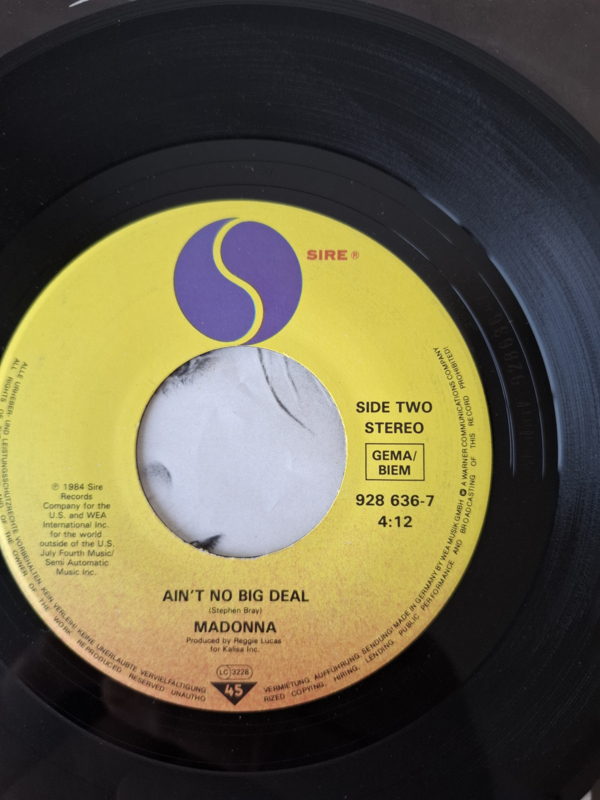 SIRE ®
SIDE TWO
STEREO
GEMA/
BIEM
928 636-7
4:12
℗ 1984 Sire
Records
Company for the
U.S. and WEA
International Inc.
for the world
outside of the U.S.
July Fourth Music/
Semi Automatic
Music Inc.
AIN'T NO BIG DEAL
(Stephen Bray)
MADONNA
Produced by Reggie Lucas
for Kalisa Inc.
LC 3228
45
ALLE URHEBER- UND LEISTUNGSSCHUTZRECHTE VORBEHALTEN. KEIN VERLEIH! KEINE UNERLAUBTE VERVIELFÄLTIGUNG
VERMIETUNG, AUFFÜHRUNG, SENDUNG! MADE IN GERMANY BY WEA MUSIK GMBH A WARNER COMMUNICATIONS COMPANY
ALL RIGHTS OF OWNER OF THE WORK REPRODUCED RESERVED UNAUTHO
RIZED COPYING, HIRING, LENDING, PUBLIC PERFORMANCE AND BROADCASTING OF THIS RECORD PROHIBITED!